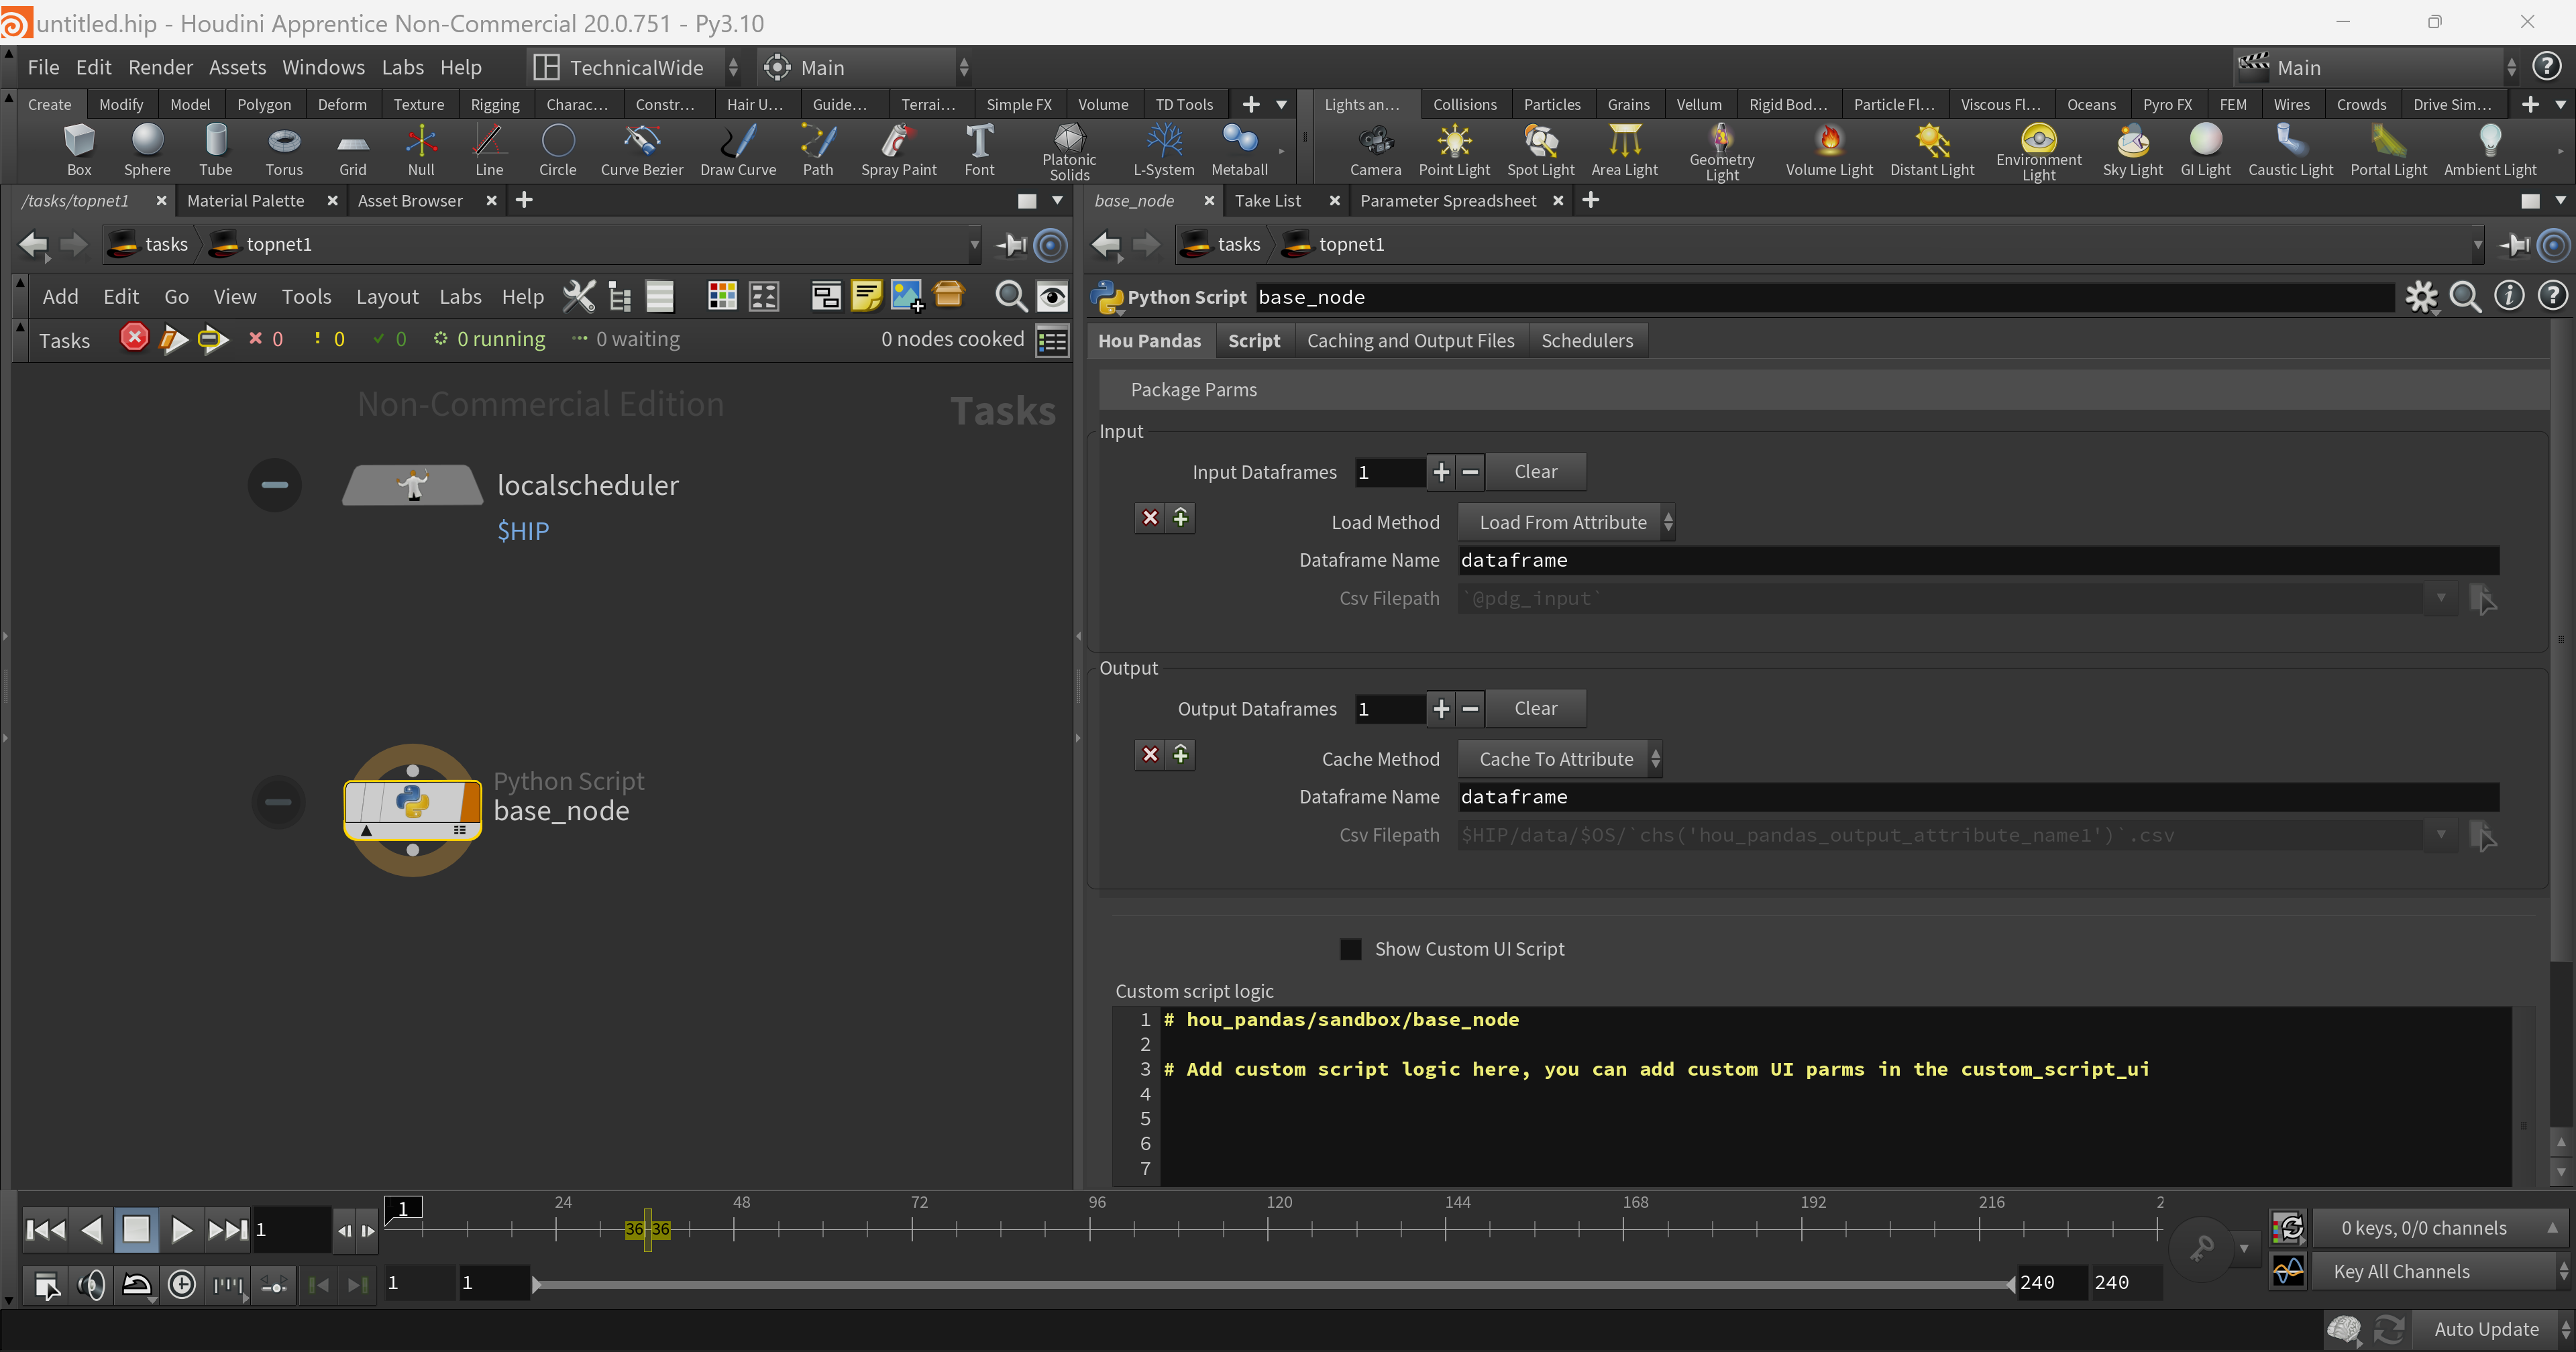 untitled.hip - Houdini Apprentice Non-Commercial 20.0.751 - Py3.10
File Edit Render Assets Windows Labs Help TechnicalWide Main Main
Create Modify Model Polygon Deform Texture Rigging Charac... Constr... Hair U... Guide... Terrai... Simple FX Volume TD Tools Lights an... Collisions Particles Grains Vellum Rigid Bod... Particle Fl... Viscous Fl... Oceans Pyro FX FEM Wires Crowds Drive Sim...
Box Sphere Tube Torus Grid Null Line Circle Curve Bezier Draw Curve Path Spray Paint Font Platonic Solids L-System Metaball Camera Point Light Spot Light Area Light Geometry Light Volume Light Distant Light Environment Light Sky Light GI Light Caustic Light Portal Light Ambient Light
/tasks/topnet1 Material Palette Asset Browser
tasks topnet1
Add Edit Go View Tools Layout Labs Help
Tasks 0 0 0 0 running 0 waiting 0 nodes cooked
Non-Commercial Edition
Tasks
localscheduler
$HIP
Python Script
base_node
base_node Take List Parameter Spreadsheet
tasks topnet1
Python Script base_node
Hou Pandas Script Caching and Output Files Schedulers
Package Parms
Input
Input Dataframes 1 Clear
Load Method Load From Attribute
Dataframe Name dataframe
Csv Filepath `@pdg_input`
Output
Output Dataframes 1 Clear
Cache Method Cache To Attribute
Dataframe Name dataframe
Csv Filepath $HIP/data/$OS/`chs('hou_pandas_output_attribute_name1')`.csv
Show Custom UI Script
Custom script logic
1 # hou_pandas/sandbox/base_node
2
3 # Add custom script logic here, you can add custom UI parms in the custom_script_ui
4
5
6
7
1 1 24 36 36 48 72 96 120 144 168 192 216 2
0 keys, 0/0 channels
1 1 240 240 Key All Channels
Auto Update